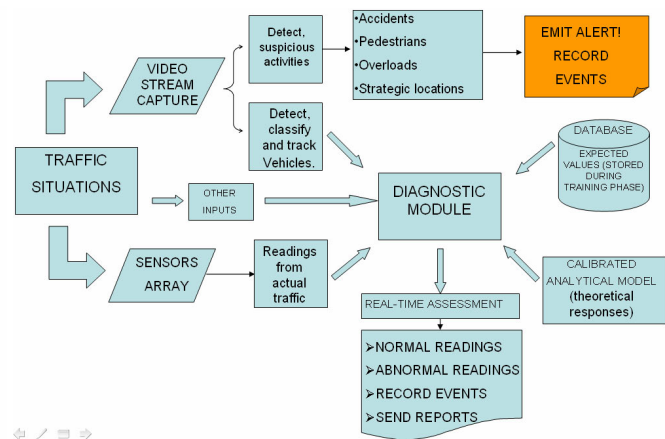 Detect,
suspicious
activities
•Accidents
•Pedestrians
•Overloads
•Strategic locations
EMIT ALERT!
RECORD
EVENTS
VIDEO
STREAM
CAPTURE
Detect,
classify
and track
Vehicles.
DATABASE
EXPECTED
VALUES (STORED
DURING
TRAINING PHASE)
TRAFFIC
SITUATIONS
OTHER
INPUTS
DIAGNOSTIC
MODULE
SENSORS
ARRAY
Readings
from
actual
traffic
CALIBRATED
ANALYTICAL MODEL
(theoretical
responses)
REAL-TIME ASSESSMENT
➢NORMAL READINGS
➢ABNORMAL READINGS
➢RECORD EVENTS
➢SEND REPORTS